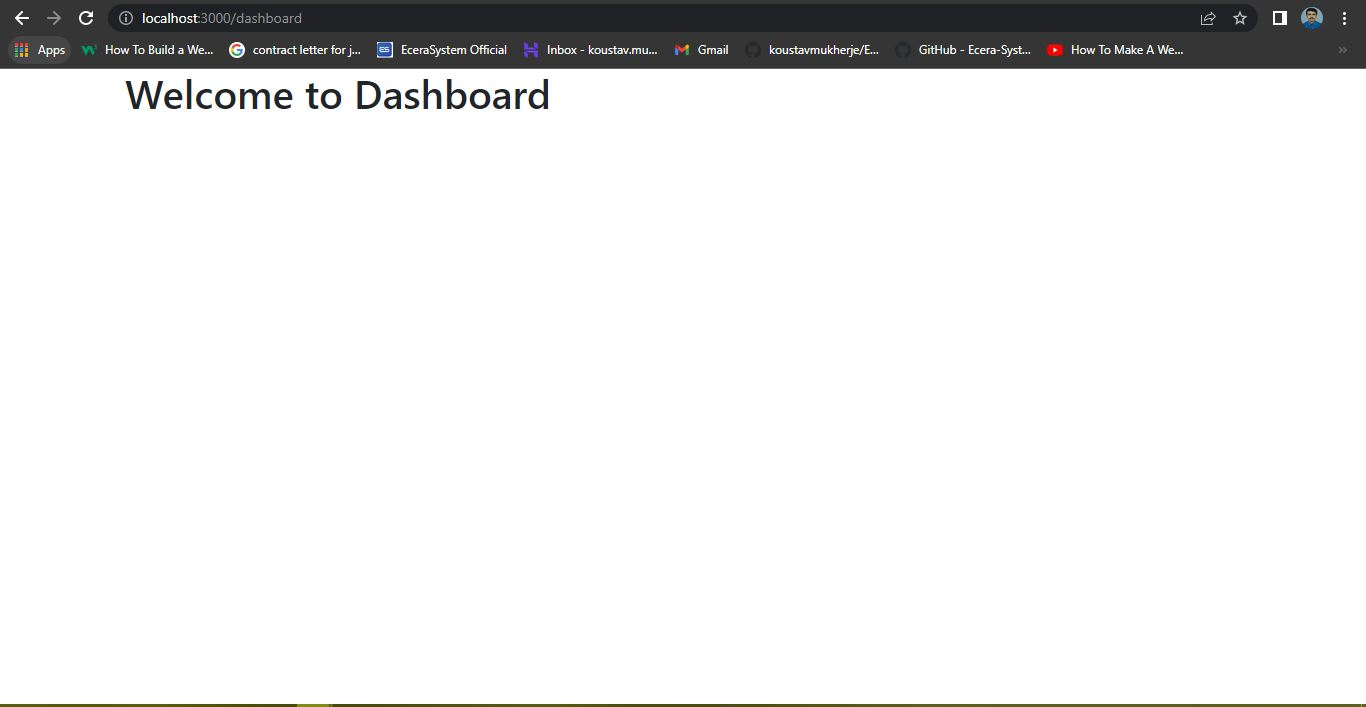 localhost:3000/dashboard
Apps How To Build a We... contract letter for j... ES EceraSystem Official Inbox - koustav.mu... Gmail koustavmukherje/E... GitHub - Ecera-Syst... How To Make A We... »
Welcome to Dashboard